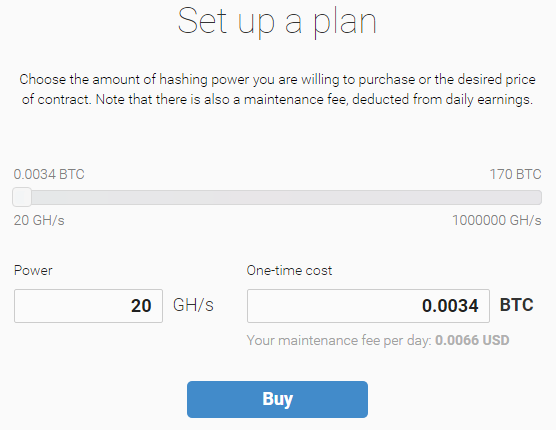 Set up a plan
Choose the amount of hashing power you are willing to purchase or the desired price
of contract. Note that there is also a maintenance fee, deducted from daily earnings.
0.0034 BTC 170 BTC
20 GH/s 1000000 GH/s
Power One-time cost
20 GH/s 0.0034 BTC
Your maintenance fee per day: 0.0066 USD
Buy